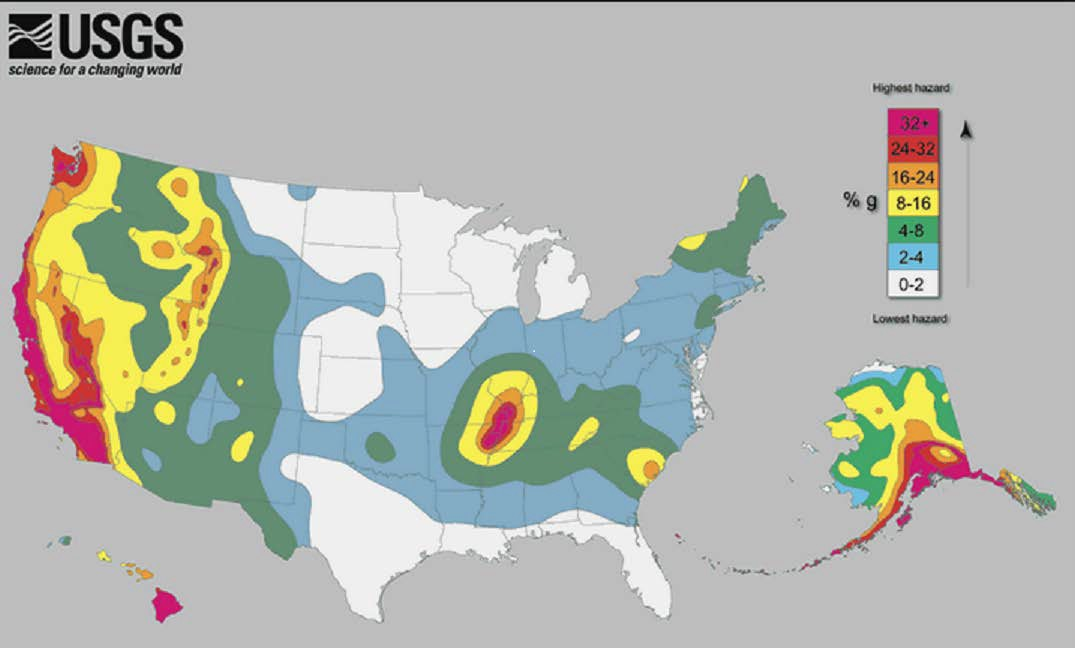 USGS
science for a changing world
Highest hazard
32+
24-32
16-24
% g
8-16
4-8
2-4
0-2
Lowest hazard